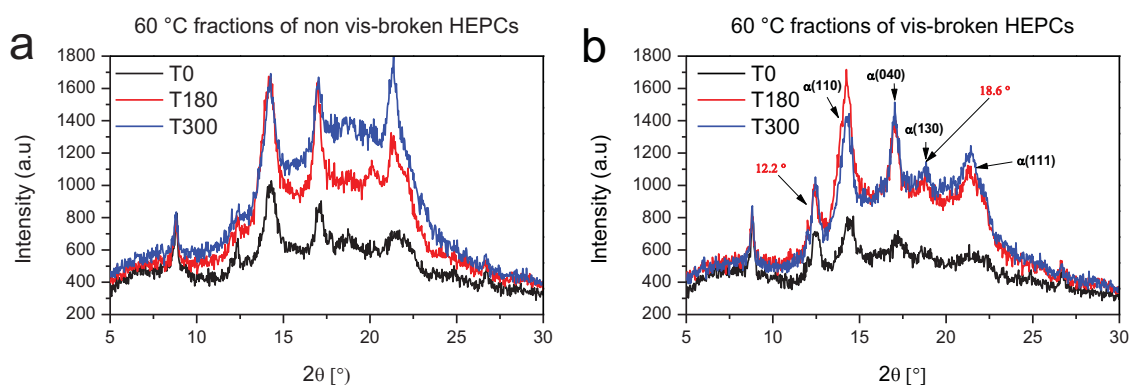 a
60 °C fractions of non vis-broken HEPCs
1800
1600
1400
1200
1000
800
600
400
200
Intensity (a.u)
T0
T180
T300
5
10
15
20
25
30
2θ [°)
b
60 °C fractions of vis-broken HEPCs
1800
1600
1400
1200
1000
800
600
400
200
Intensity (a.u)
T0
T180
T300
12.2 º
α(110)
α(040)
α(130)
18.6 º
α(111)
5
10
15
20
25
30
2θ [°]